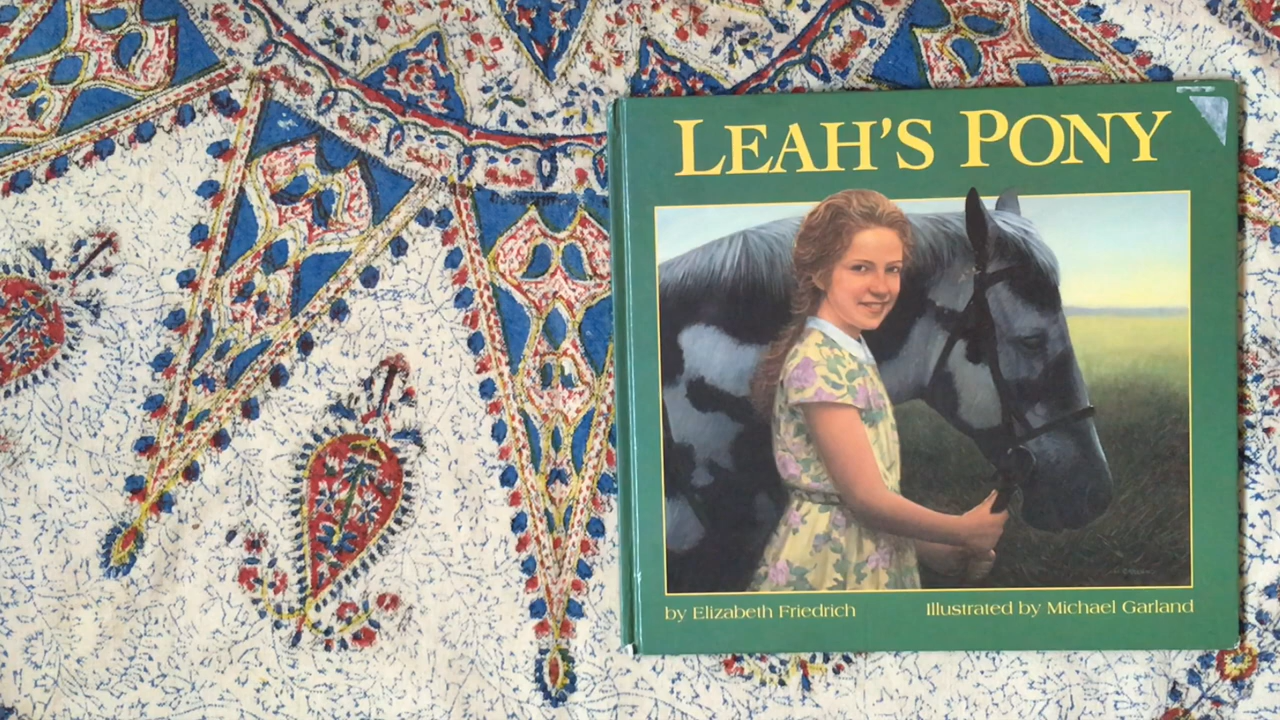 LEAH'S PONY
by Elizabeth Friedrich
Illustrated by Michael Garland